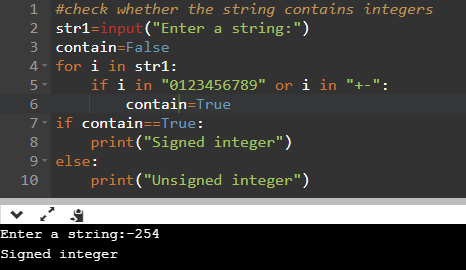 1 #check whether the string contains integers
2 str1=input("Enter a string:")
3 contain=False
4 for i in str1:
5 if i in "0123456789" or i in "+-":
6 contain=True
7 if contain==True:
8 print("Signed integer")
9 else:
10 print("Unsigned integer")
Enter a string:-254
Signed integer